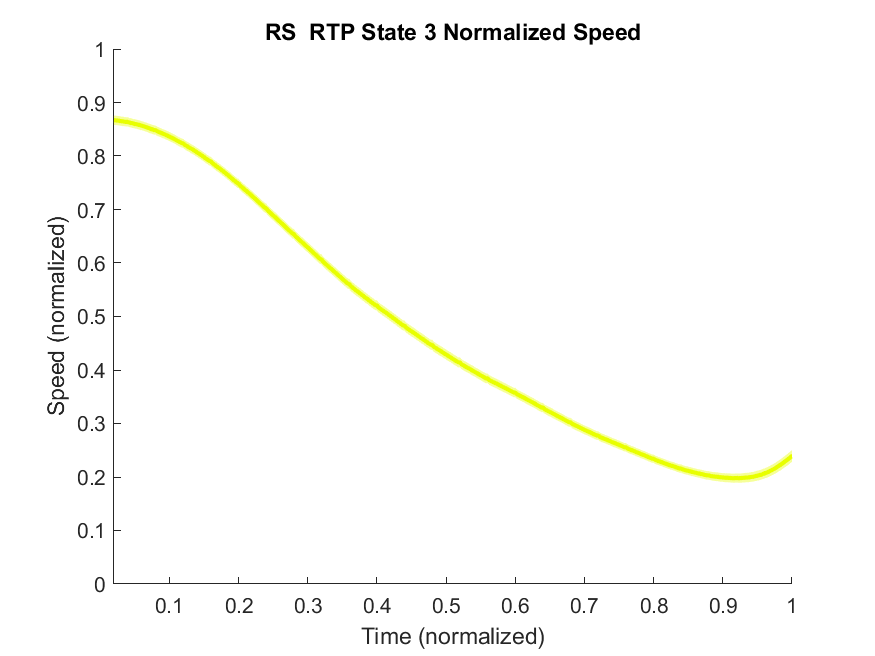 RS  RTP State 3 Normalized Speed
1
0.9
0.8
0.7
0.6
0.5
0.4
0.3
0.2
0.1
0
Speed (normalized)
0.1 0.2 0.3 0.4 0.5 0.6 0.7 0.8 0.9 1
Time (normalized)